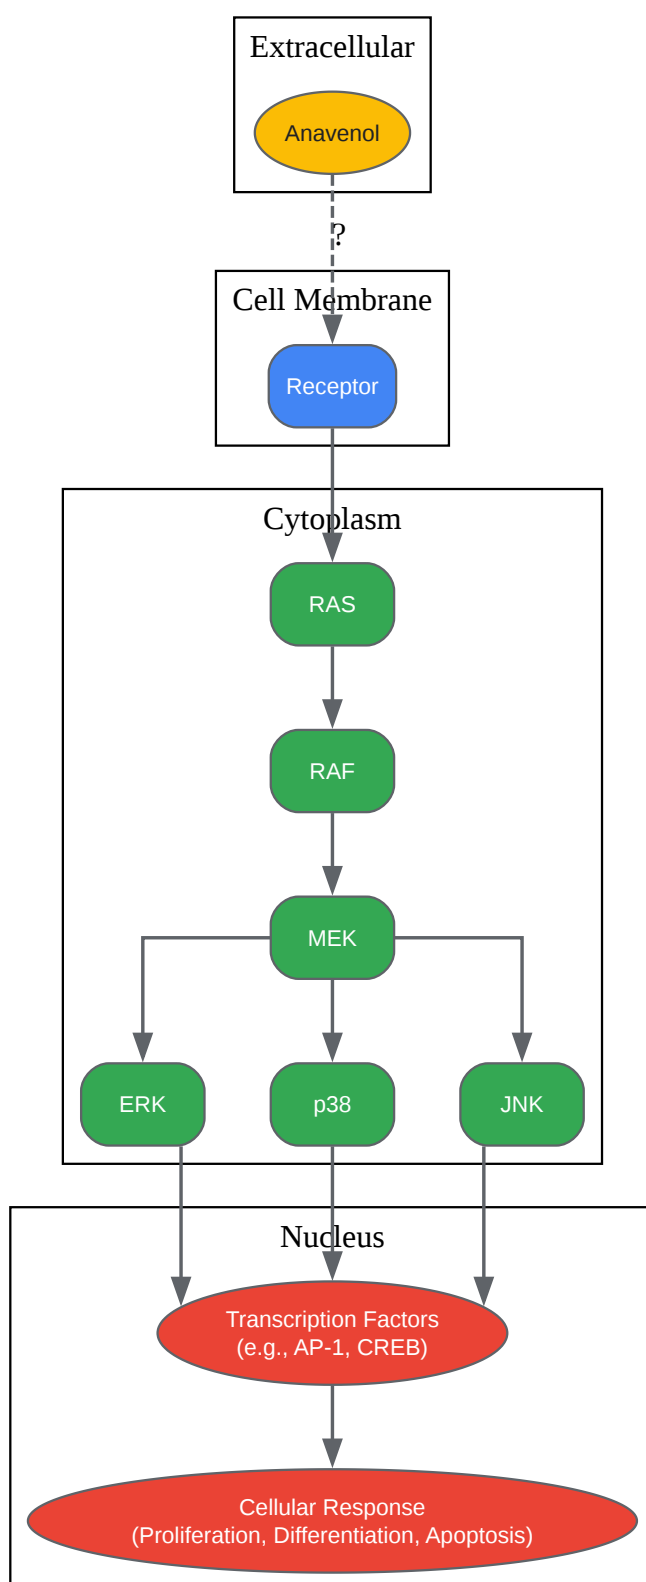 Extracellular
Anavenol
?
Cell Membrane
Receptor
Cytoplasm
RAS
RAF
MEK
ERK
p38
JNK
Nucleus
Transcription Factors
(e.g., AP-1, CREB)
Cellular Response
(Proliferation, Differentiation, Apoptosis)